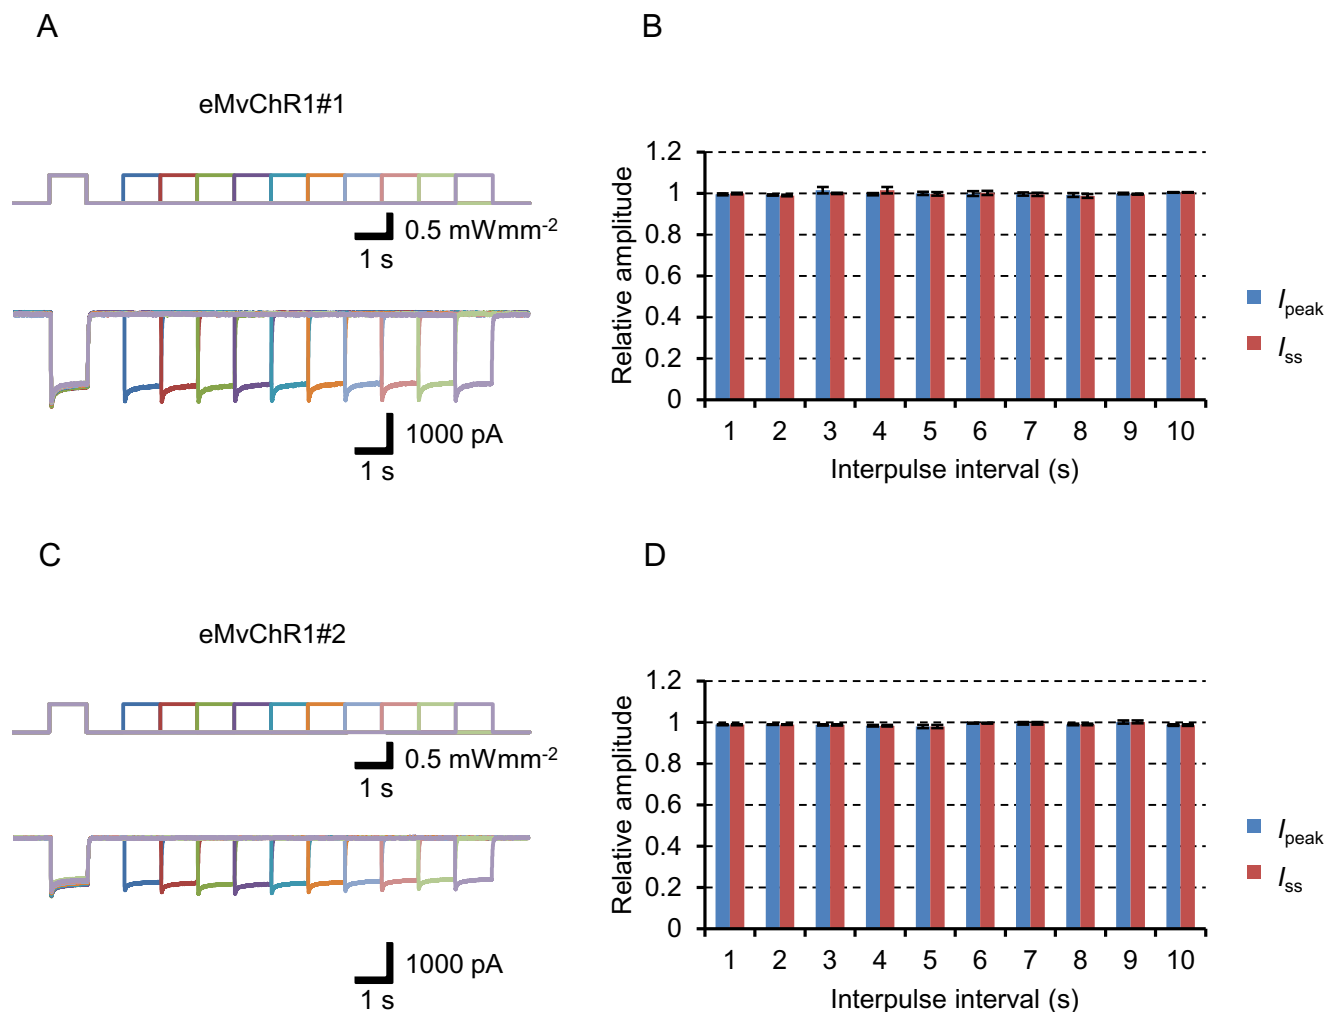 A
eMvChR1#1
0.5 mWmm-2
1 s
1000 pA
1 s
B
Relative amplitude
1.2
1
0.8
0.6
0.4
0.2
0
1 2 3 4 5 6 7 8 9 10
Interpulse interval (s)
Ipeak
Iss
C
eMvChR1#2
0.5 mWmm-2
1 s
1000 pA
1 s
D
Relative amplitude
1.2
1
0.8
0.6
0.4
0.2
0
1 2 3 4 5 6 7 8 9 10
Interpulse interval (s)
Ipeak
Iss